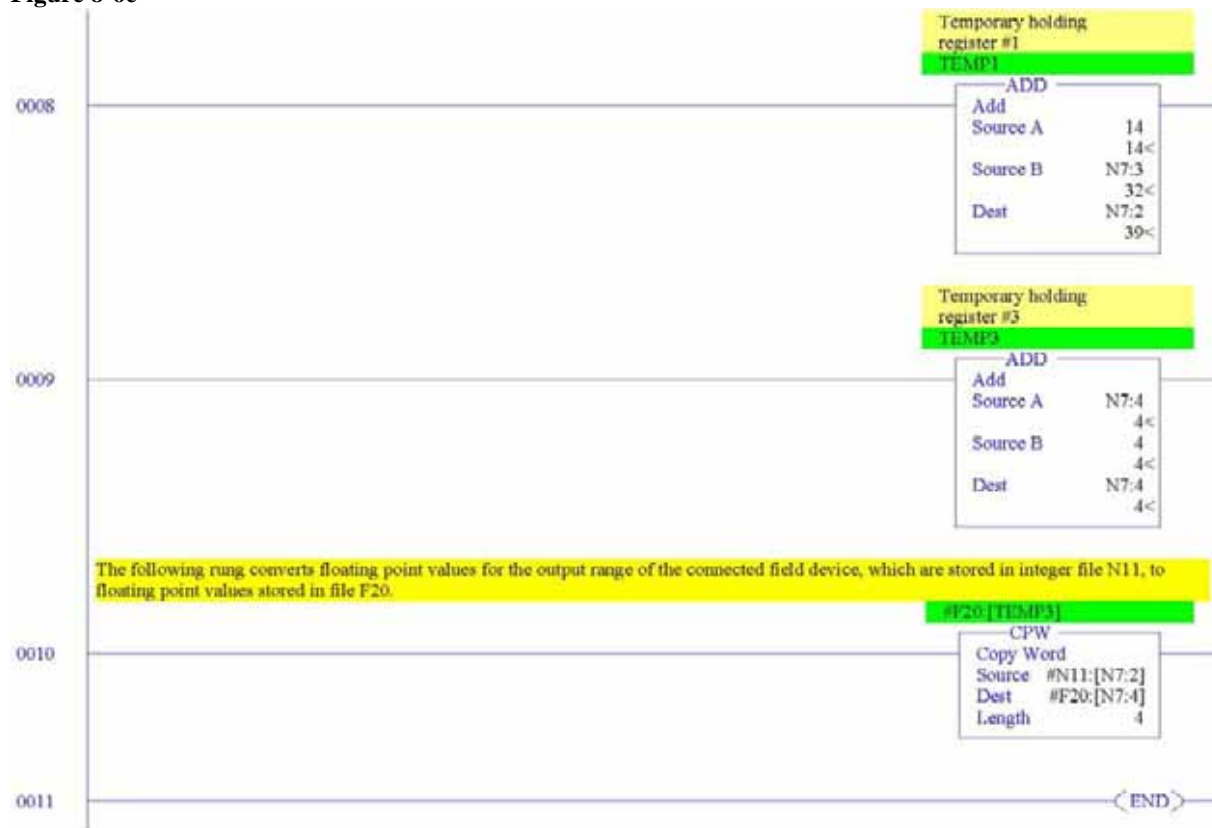 Temporary holding
register #1
TEMP1
ADD
0008
Add
Source A 14
14<
Source B N7:3
32<
Dest N7:2
39<
Temporary holding
register #3
TEMP3
ADD
0009
Add
Source A N7:4
4<
Source B 4
4<
Dest N7:4
4<
The following rung converts floating point values for the output range of the connected field device, which are stored in integer file N11, to
floating point values stored in file F20.
#F20:[TEMP3]
CPW
0010
Copy Word
Source #N11:[N7:2]
Dest #F20:[N7:4]
Length 4
0011
END